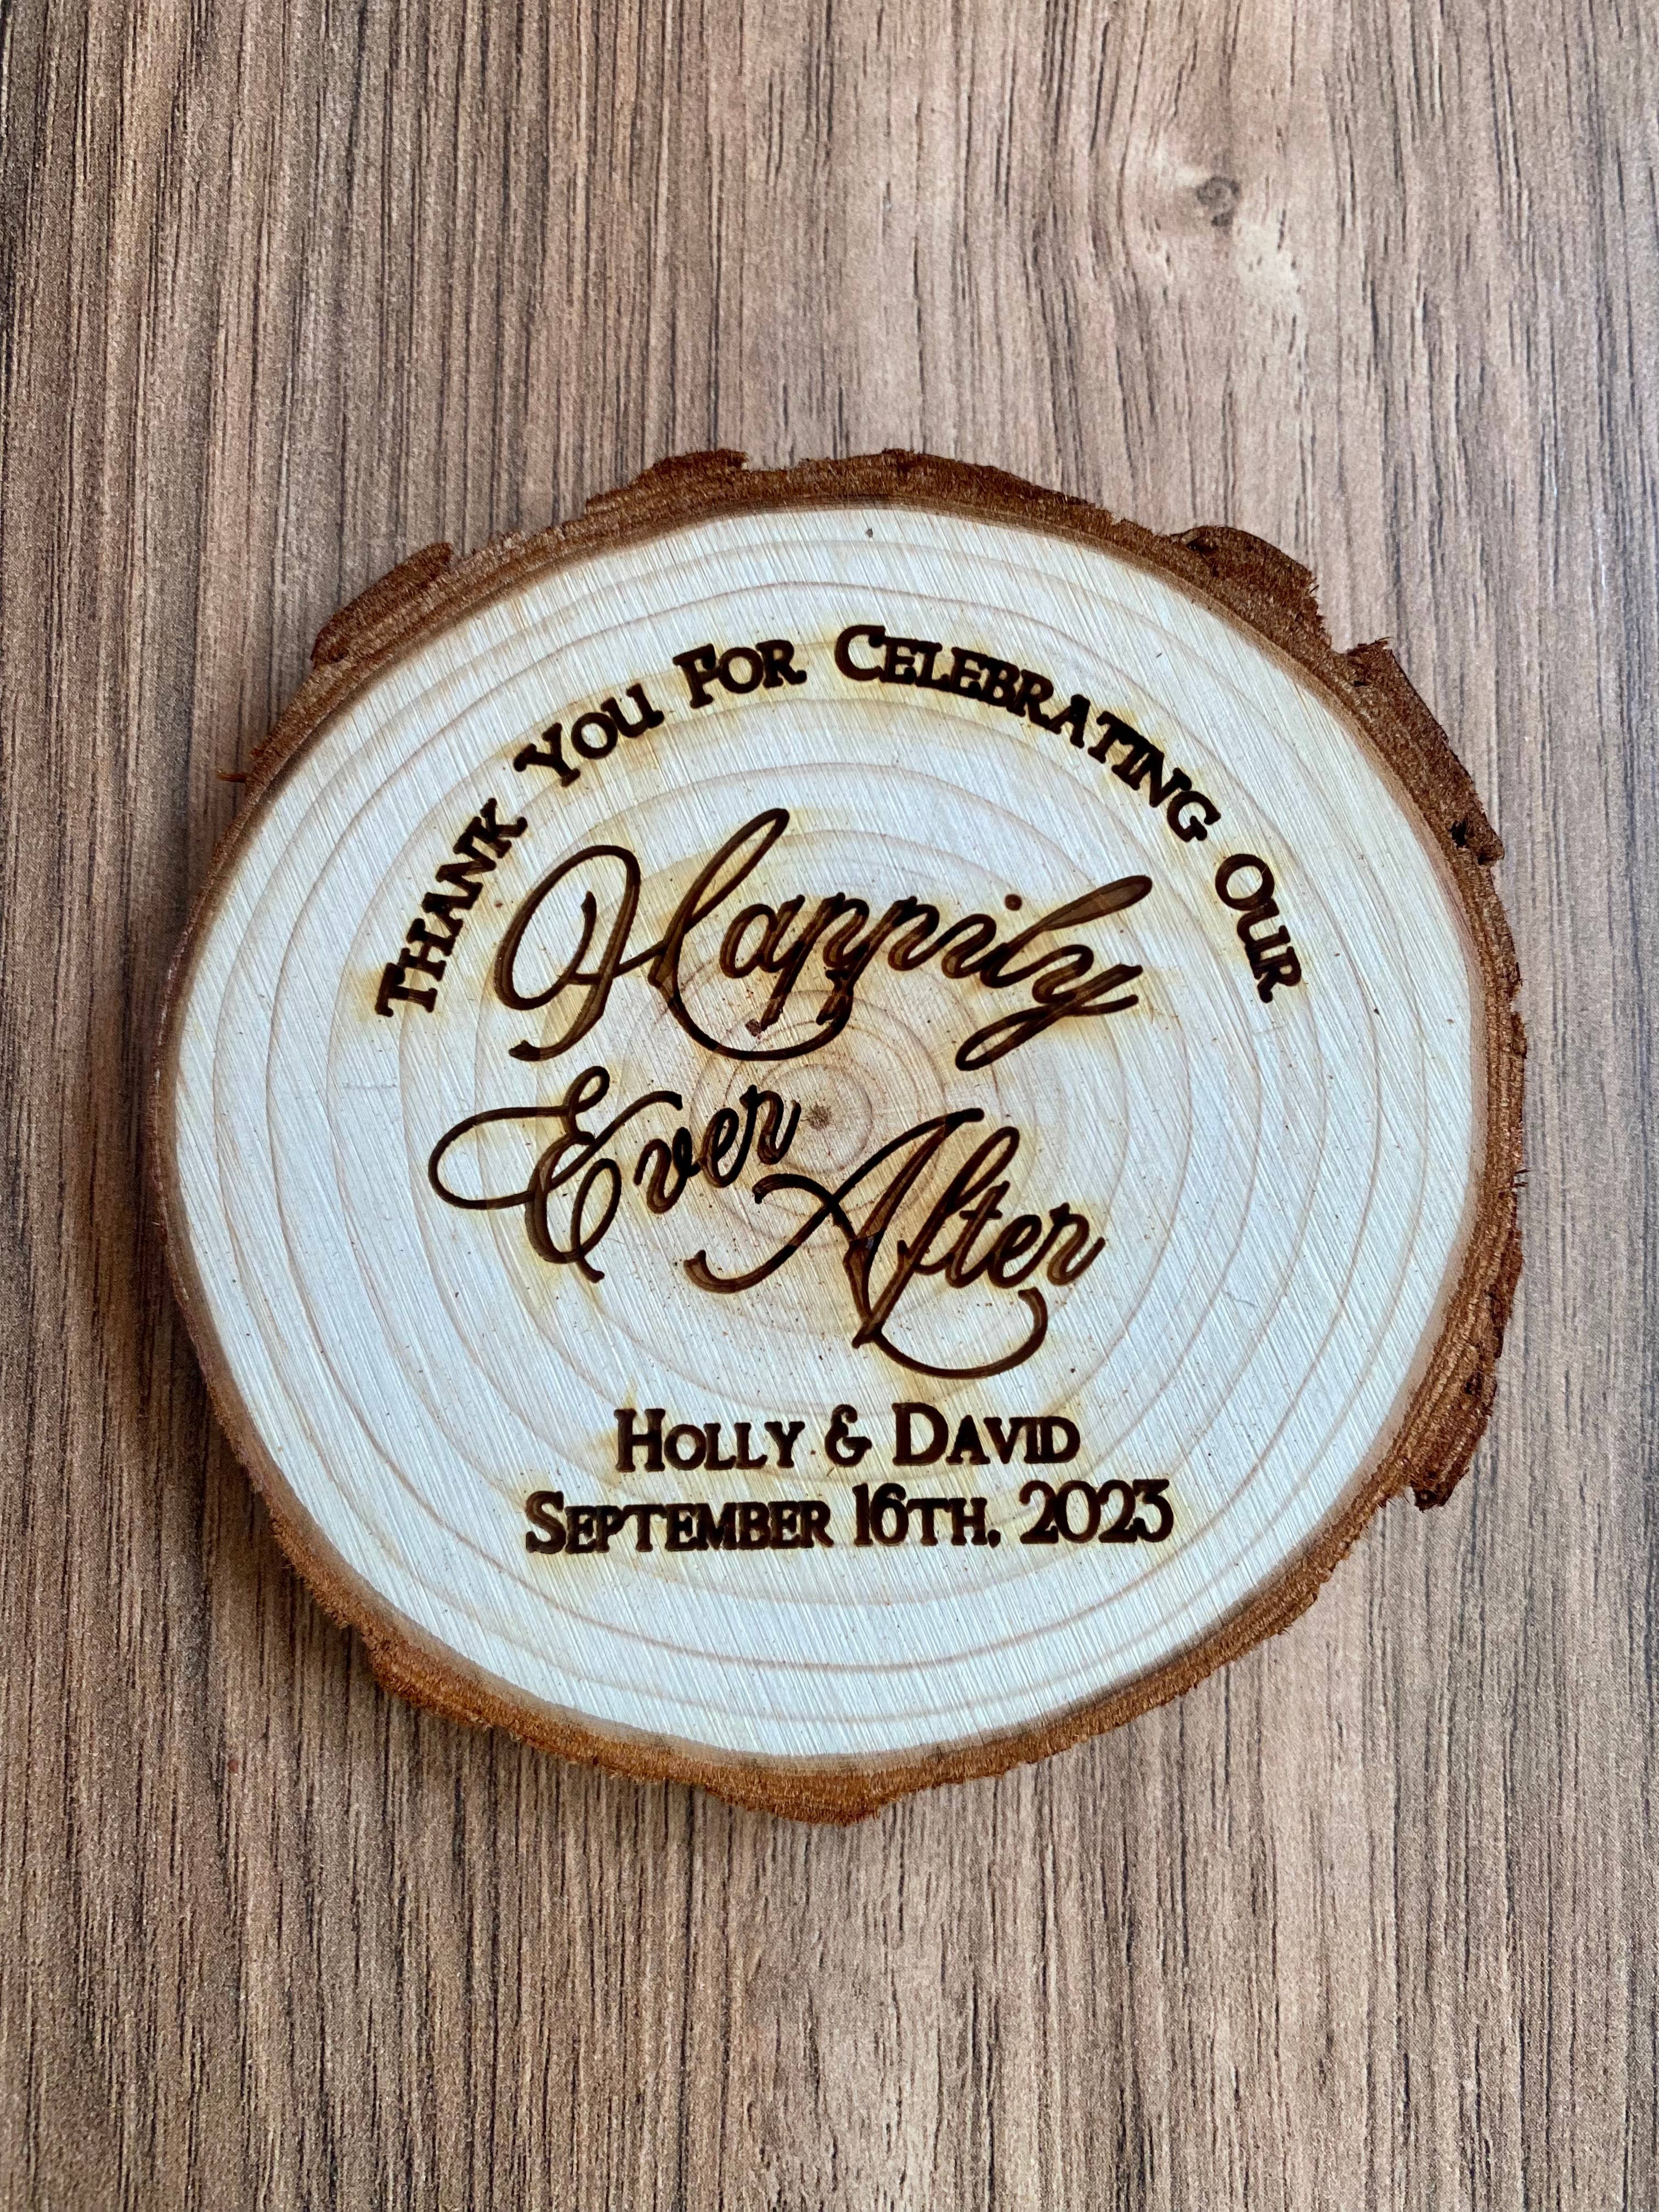 Thank You For Celebrating Our
Happily
Ever
After
Holly & David
September 16th, 2023